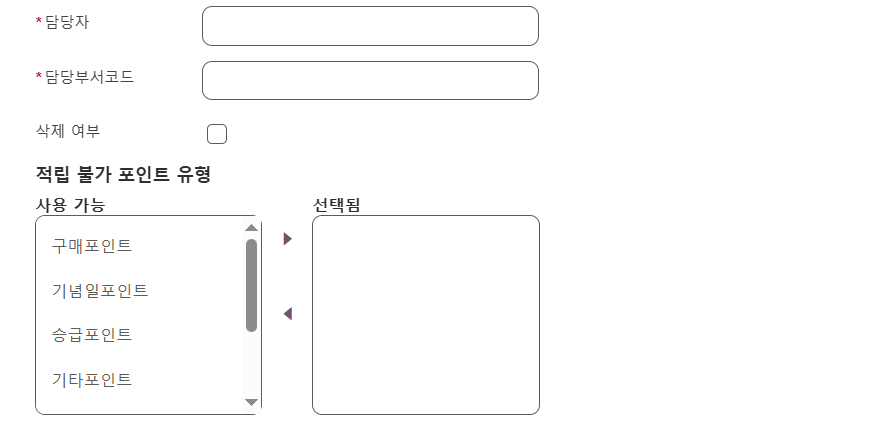 *담당자
*담당부서코드
삭제 여부
적립 불가 포인트 유형
사용 가능
선택됨
구매포인트
기념일포인트
승급포인트
기타포인트